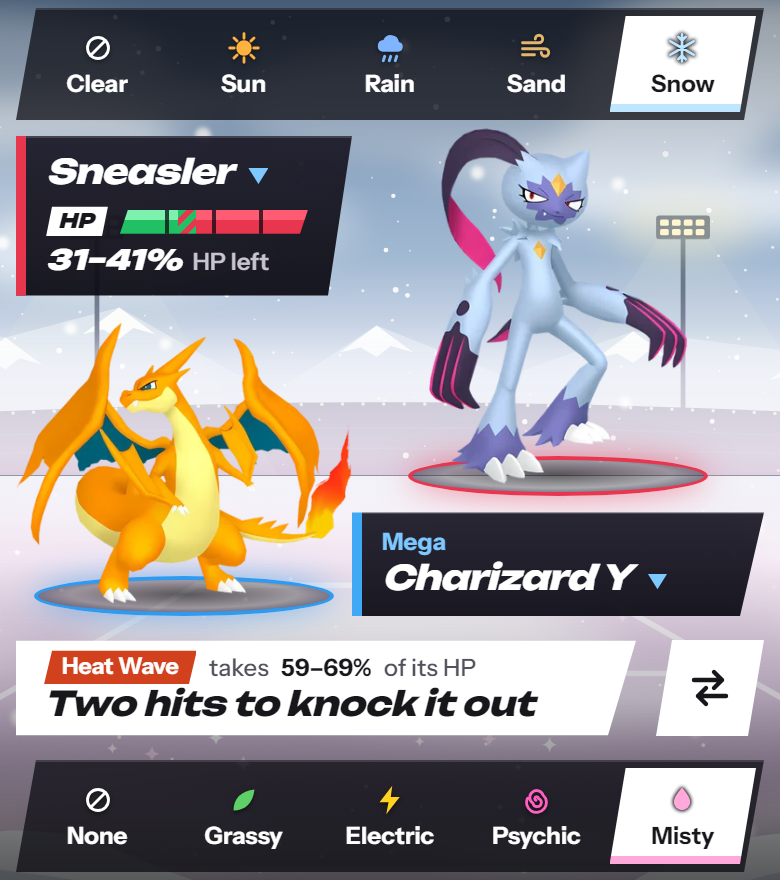 Clear
Sun
Rain
Sand
Snow
Sneasler
HP
31–41% HP left
Mega
Charizard Y
Heat Wave takes 59–69% of its HP
Two hits to knock it out
None
Grassy
Electric
Psychic
Misty